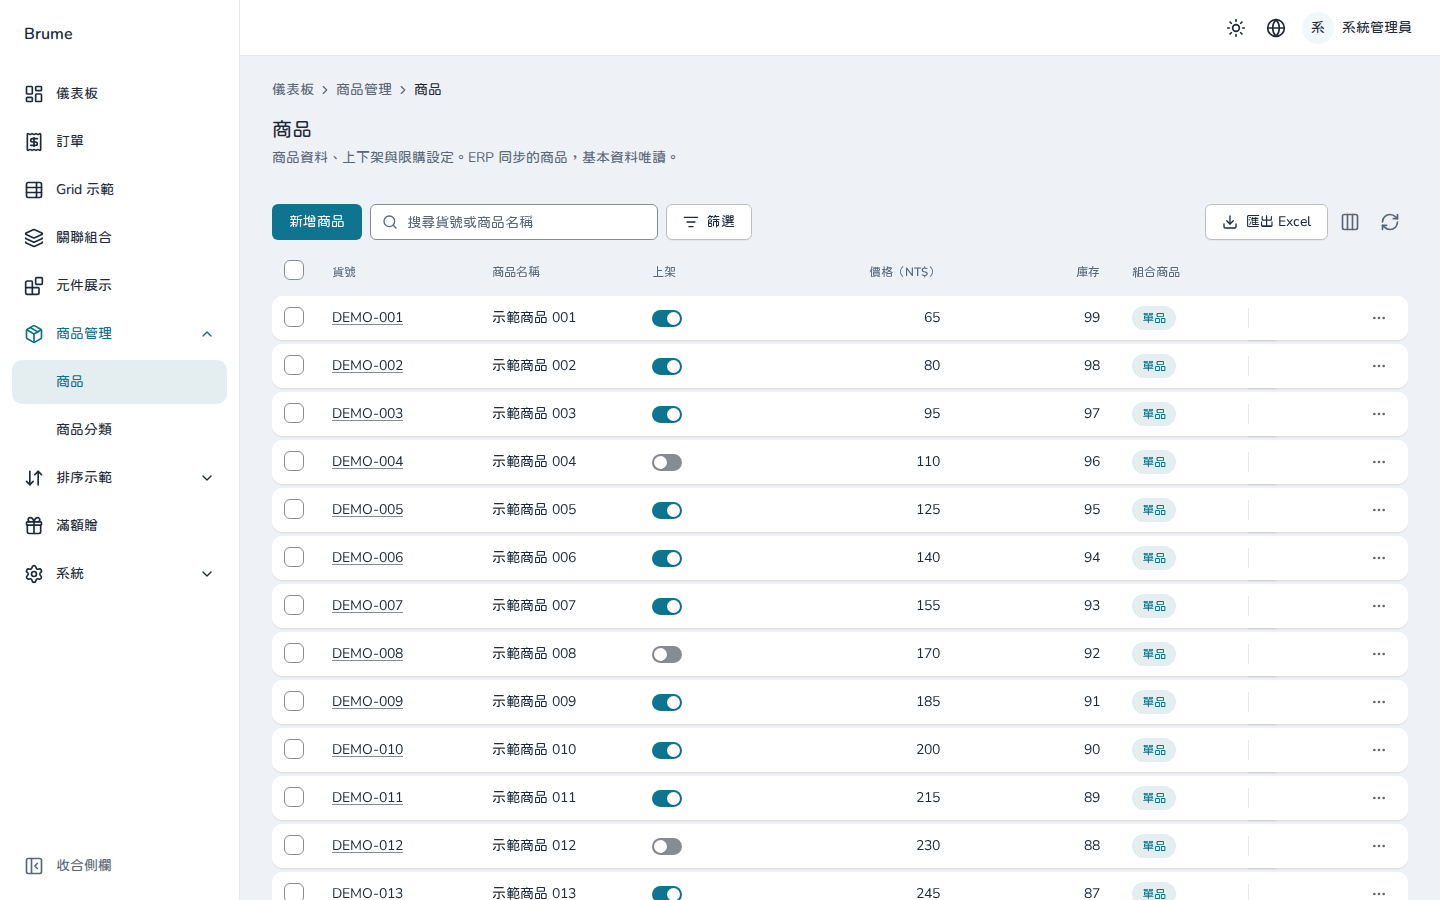 Brume
儀表板
訂單
Grid 示範
關聯組合
元件展示
商品管理
商品
商品分類
排序示範
滿額贈
系統
收合側欄
系 系統管理員
儀表板 > 商品管理 > 商品
商品
商品資料、上下架與限購設定。ERP 同步的商品，基本資料唯讀。
新增商品 搜尋貨號或商品名稱 篩選 匯出 Excel
貨號 商品名稱 上架 價格（NT$） 庫存 組合商品
DEMO-001 示範商品 001 65 99 單品
DEMO-002 示範商品 002 80 98 單品
DEMO-003 示範商品 003 95 97 單品
DEMO-004 示範商品 004 110 96 單品
DEMO-005 示範商品 005 125 95 單品
DEMO-006 示範商品 006 140 94 單品
DEMO-007 示範商品 007 155 93 單品
DEMO-008 示範商品 008 170 92 單品
DEMO-009 示範商品 009 185 91 單品
DEMO-010 示範商品 010 200 90 單品
DEMO-011 示範商品 011 215 89 單品
DEMO-012 示範商品 012 230 88 單品
DEMO-013 示範商品 013 245 87 單品